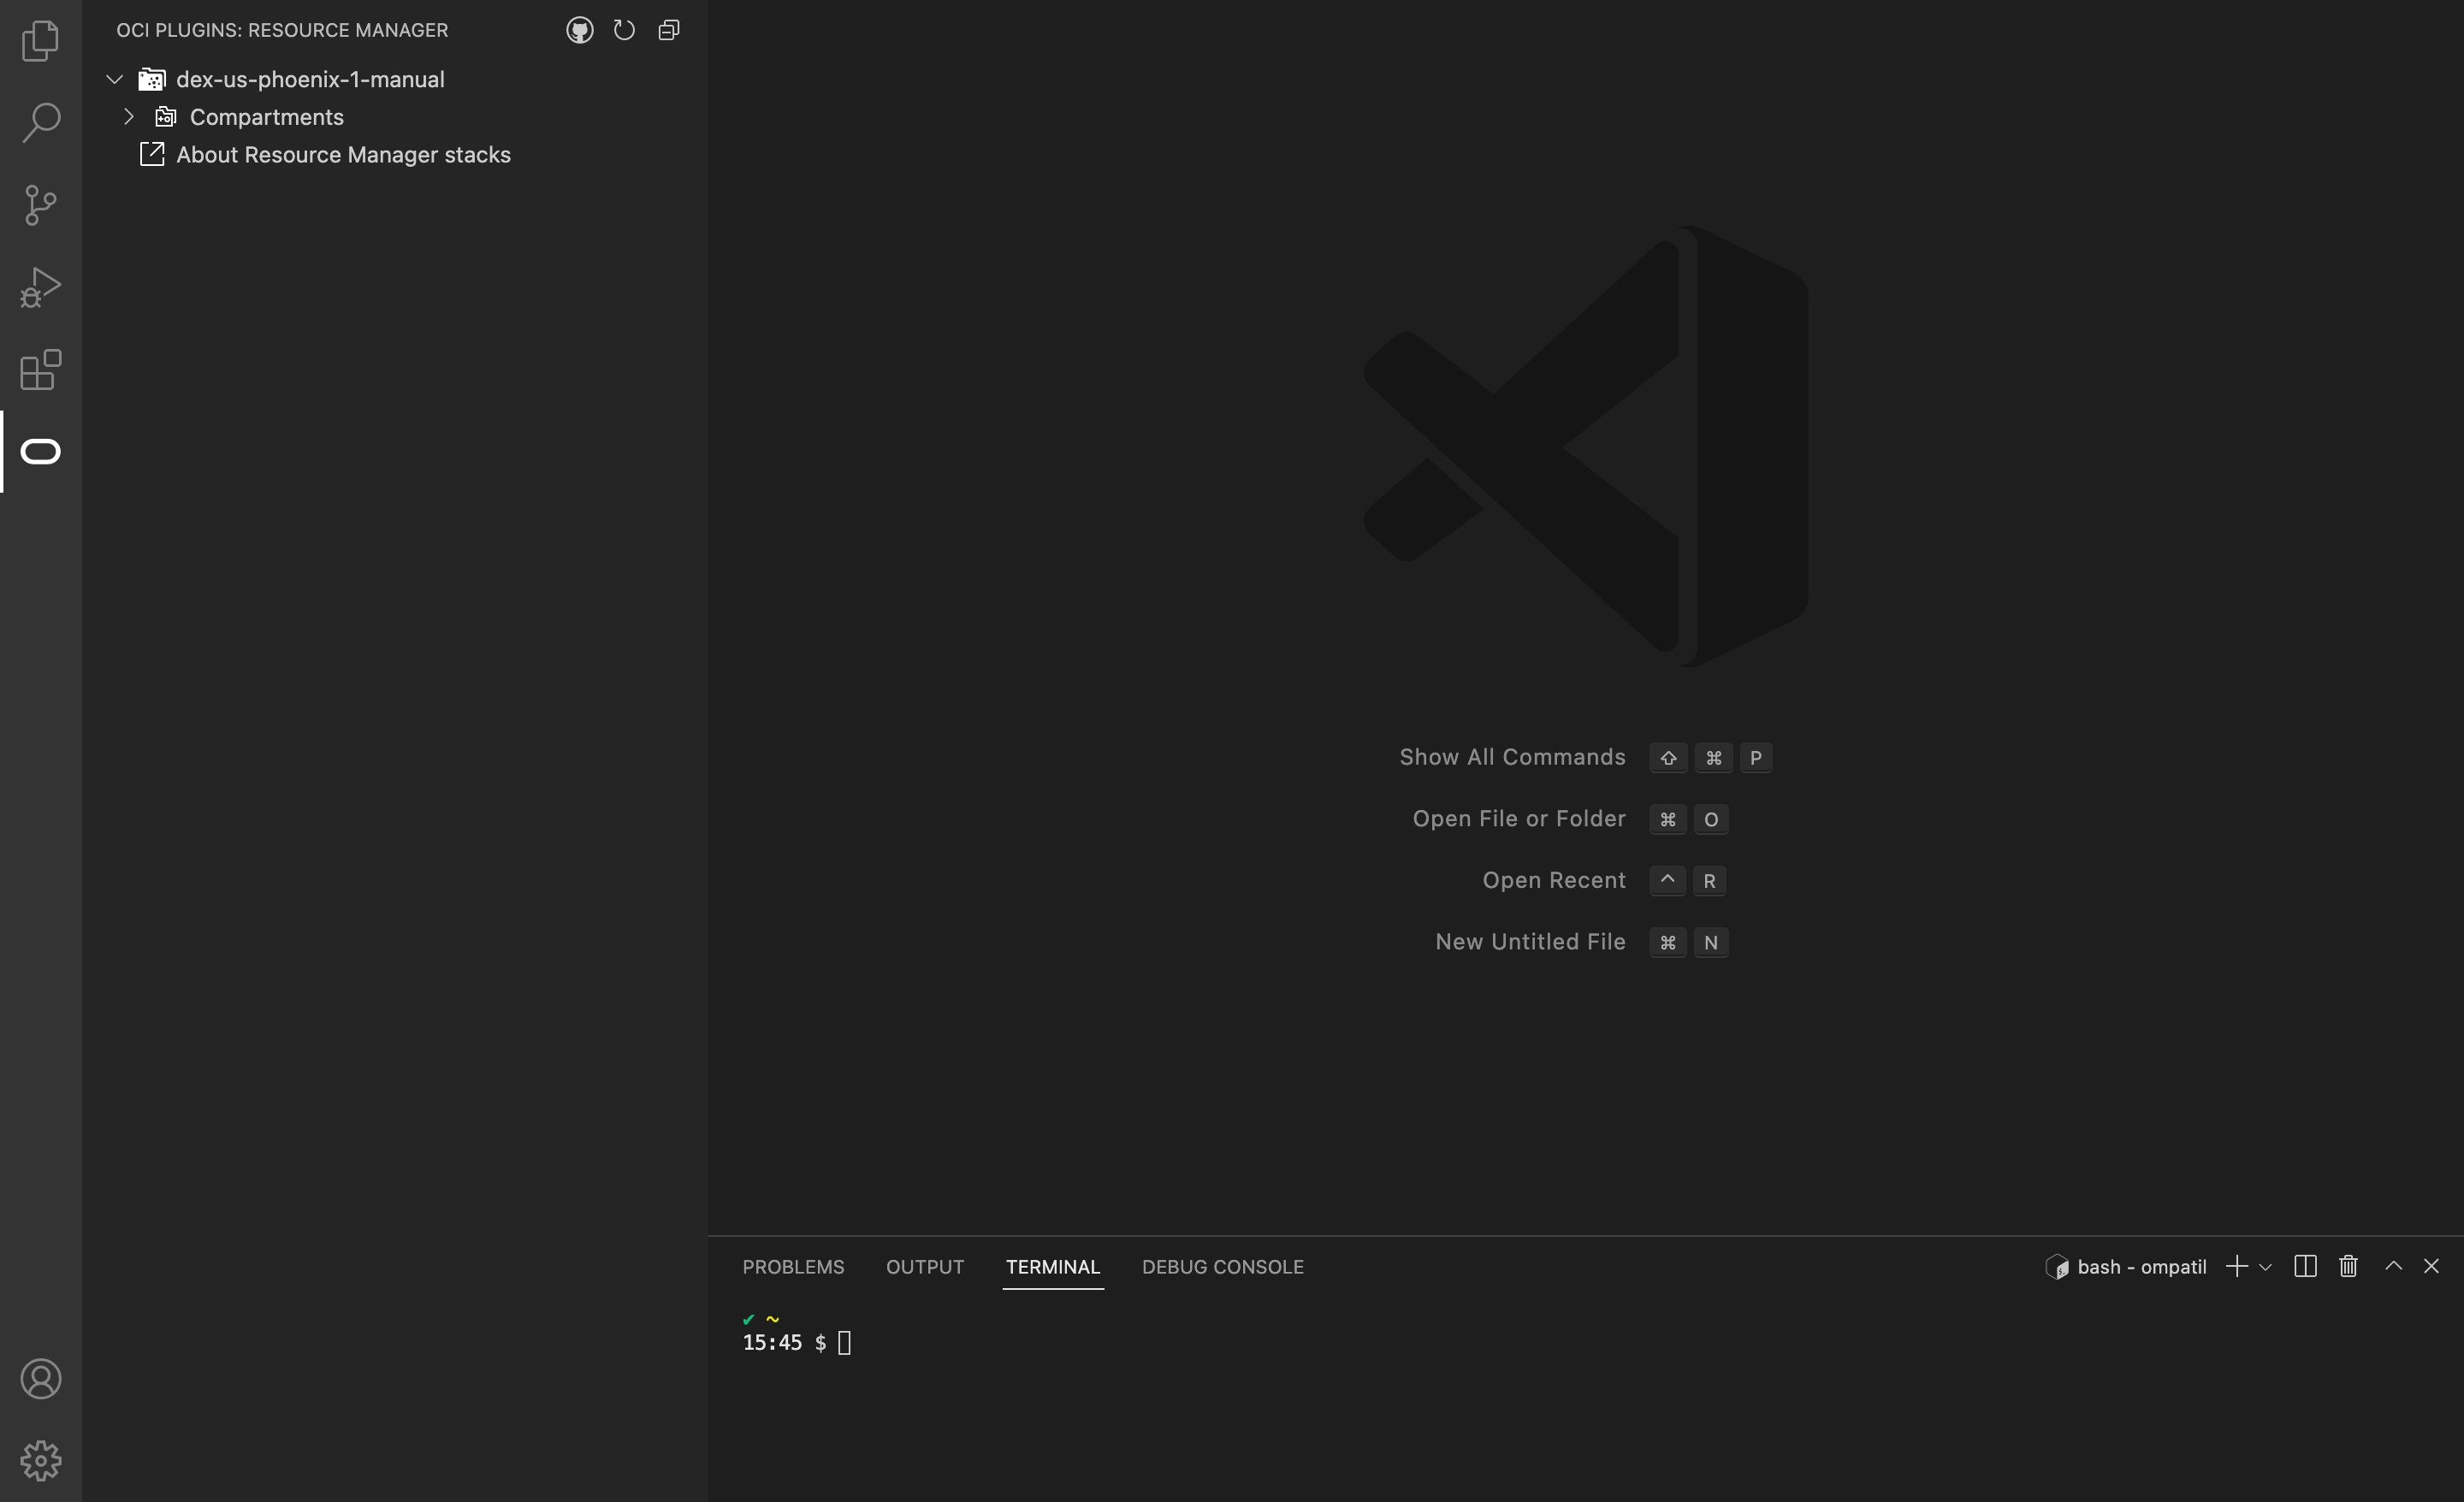 OCI PLUGINS: RESOURCE MANAGER
dex-us-phoenix-1-manual
Compartments
About Resource Manager stacks
Show All Commands ⇧ ⌘ P
Open File or Folder ⌘ O
Open Recent ^ R
New Untitled File ⌘ N
PROBLEMS OUTPUT TERMINAL DEBUG CONSOLE bash - ompatil
✔ ~
15:45 $